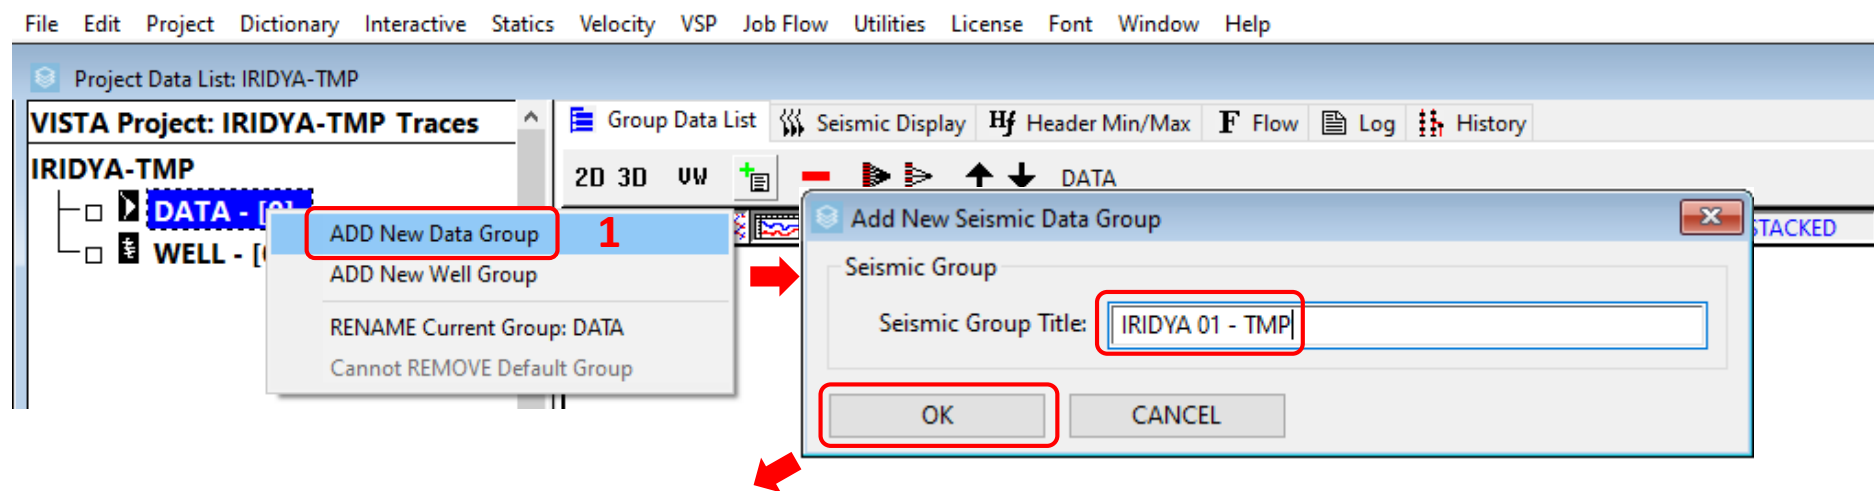 File Edit Project Dictionary Interactive Statics Velocity VSP Job Flow Utilities License Font Window Help
Project Data List: IRIDYA-TMP
VISTA Project: IRIDYA-TMP Traces
Group Data List Seismic Display Hf Header Min/Max F Flow Log History
IRIDYA-TMP
2D 3D VW DATA
DATA - [0]
WELL - [
ADD New Data Group 1
ADD New Well Group
RENAME Current Group: DATA
Cannot REMOVE Default Group
Add New Seismic Data Group
STACKED
Seismic Group
Seismic Group Title: IRIDYA 01 - TMP
OK CANCEL